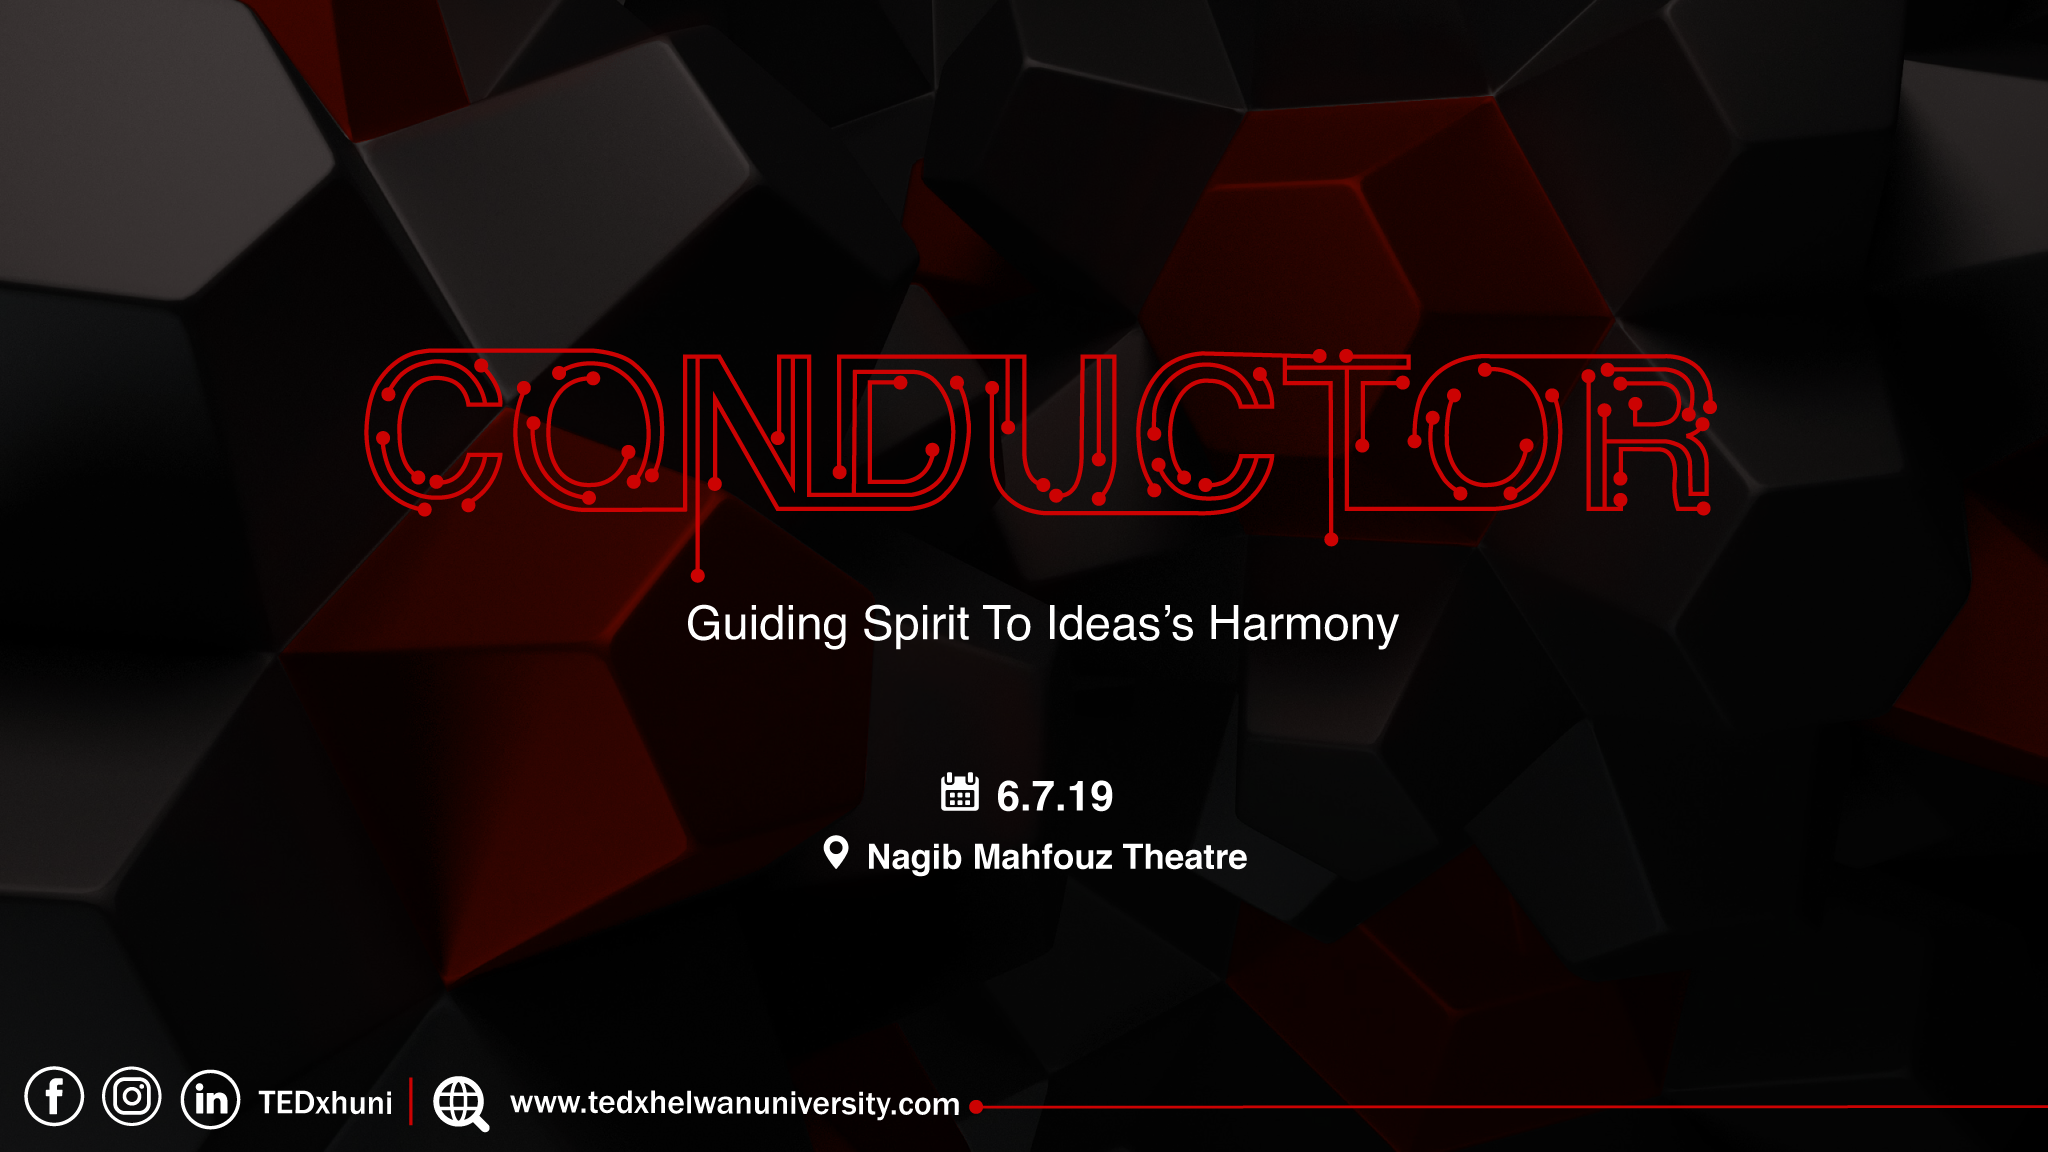 CONDUCTOR
Guiding Spirit To Ideas’s Harmony
6.7.19
Nagib Mahfouz Theatre
TEDxhuni
www.tedxhelwanuniversity.com